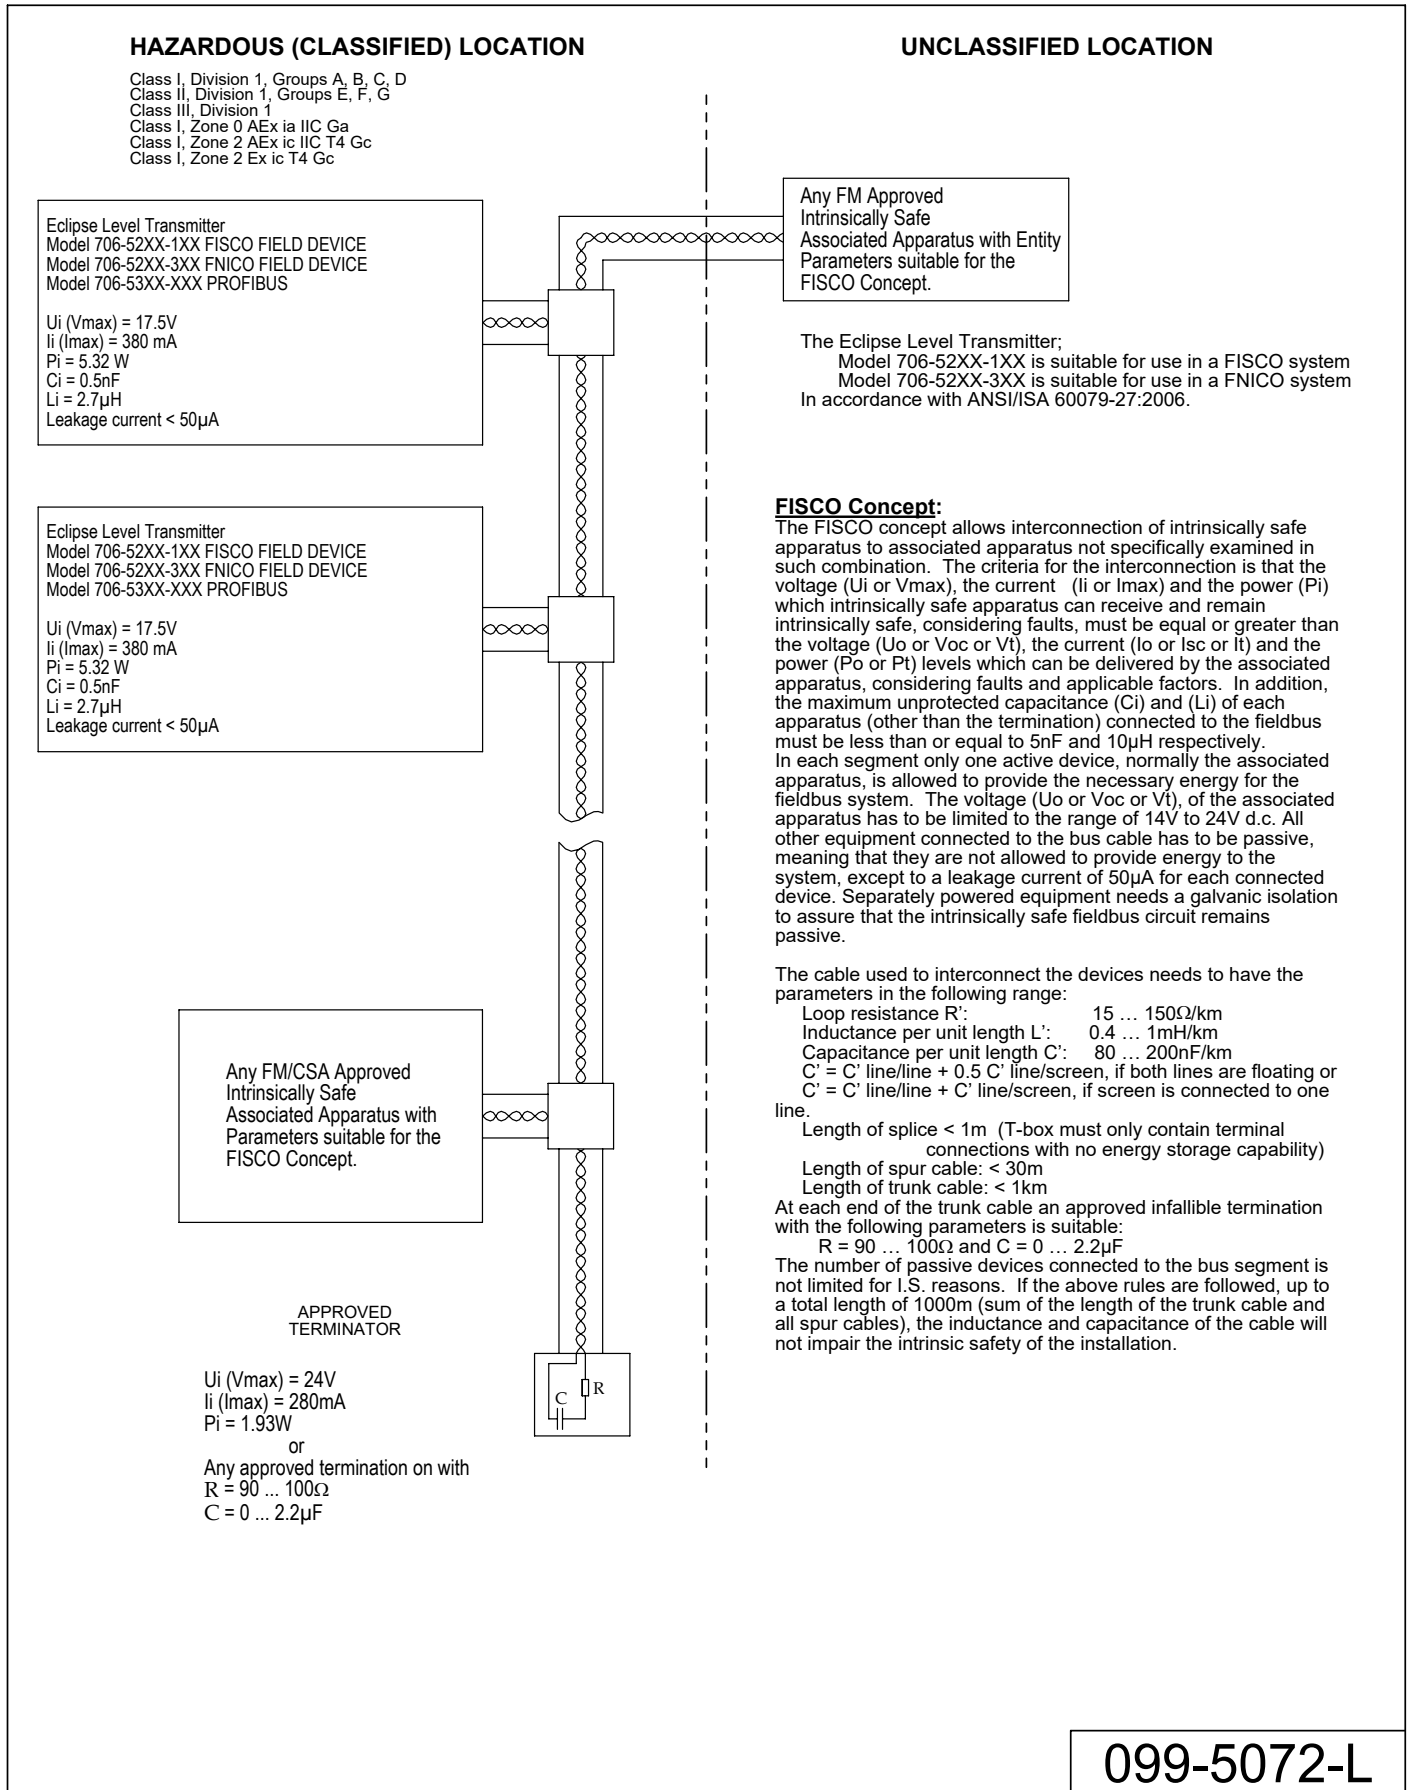 HAZARDOUS (CLASSIFIED) LOCATION
Class I, Division 1, Groups A, B, C, D
Class II, Division 1, Groups E, F, G
Class III, Division 1
Class I, Zone 0 AEx ia IIC Ga
Class I, Zone 2 AEx ic IIC T4 Gc
Class I, Zone 2 Ex ic T4 Gc
Eclipse Level Transmitter
Model 706-52XX-1XX FISCO FIELD DEVICE
Model 706-52XX-3XX FNICO FIELD DEVICE
Model 706-53XX-XXX PROFIBUS
Ui (Vmax) = 17.5V
Ii (Imax) = 380 mA
Pi = 5.32 W
Ci = 0.5nF
Li = 2.7µH
Leakage current < 50µA
Eclipse Level Transmitter
Model 706-52XX-1XX FISCO FIELD DEVICE
Model 706-52XX-3XX FNICO FIELD DEVICE
Model 706-53XX-XXX PROFIBUS
Ui (Vmax) = 17.5V
Ii (Imax) = 380 mA
Pi = 5.32 W
Ci = 0.5nF
Li = 2.7µH
Leakage current < 50µA
Any FM/CSA Approved
Intrinsically Safe
Associated Apparatus with
Parameters suitable for the
FISCO Concept.
APPROVED
TERMINATOR
Ui (Vmax) = 24V
Ii (Imax) = 280mA
Pi = 1.93W
or
Any approved termination on with
R = 90 ... 100Ω
C = 0 ... 2.2µF
C
R
UNCLASSIFIED LOCATION
Any FM Approved
Intrinsically Safe
Associated Apparatus with Entity
Parameters suitable for the
FISCO Concept.
The Eclipse Level Transmitter;
Model 706-52XX-1XX is suitable for use in a FISCO system
Model 706-52XX-3XX is suitable for use in a FNICO system
In accordance with ANSI/ISA 60079-27:2006.
FISCO Concept:
The FISCO concept allows interconnection of intrinsically safe
apparatus to associated apparatus not specifically examined in
such combination. The criteria for the interconnection is that the
voltage (Ui or Vmax), the current (Ii or Imax) and the power (Pi)
which intrinsically safe apparatus can receive and remain
intrinsically safe, considering faults, must be equal or greater than
the voltage (Uo or Voc or Vt), the current (Io or Isc or It) and the
power (Po or Pt) levels which can be delivered by the associated
apparatus, considering faults and applicable factors. In addition,
the maximum unprotected capacitance (Ci) and (Li) of each
apparatus (other than the termination) connected to the fieldbus
must be less than or equal to 5nF and 10µH respectively.
In each segment only one active device, normally the associated
apparatus, is allowed to provide the necessary energy for the
fieldbus system. The voltage (Uo or Voc or Vt), of the associated
apparatus has to be limited to the range of 14V to 24V d.c. All
other equipment connected to the bus cable has to be passive,
meaning that they are not allowed to provide energy to the
system, except to a leakage current of 50µA for each connected
device. Separately powered equipment needs a galvanic isolation
to assure that the intrinsically safe fieldbus circuit remains
passive.
The cable used to interconnect the devices needs to have the
parameters in the following range:
Loop resistance R': 15 … 150Ω/km
Inductance per unit length L': 0.4 … 1mH/km
Capacitance per unit length C': 80 … 200nF/km
C' = C' line/line + 0.5 C' line/screen, if both lines are floating or
C' = C' line/line + C' line/screen, if screen is connected to one
line.
Length of splice < 1m (T-box must only contain terminal
connections with no energy storage capability)
Length of spur cable: < 30m
Length of trunk cable: < 1km
At each end of the trunk cable an approved infallible termination
with the following parameters is suitable:
R = 90 … 100Ω and C = 0 … 2.2µF
The number of passive devices connected to the bus segment is
not limited for I.S. reasons. If the above rules are followed, up to
a total length of 1000m (sum of the length of the trunk cable and
all spur cables), the inductance and capacitance of the cable will
not impair the intrinsic safety of the installation.
099-5072-L